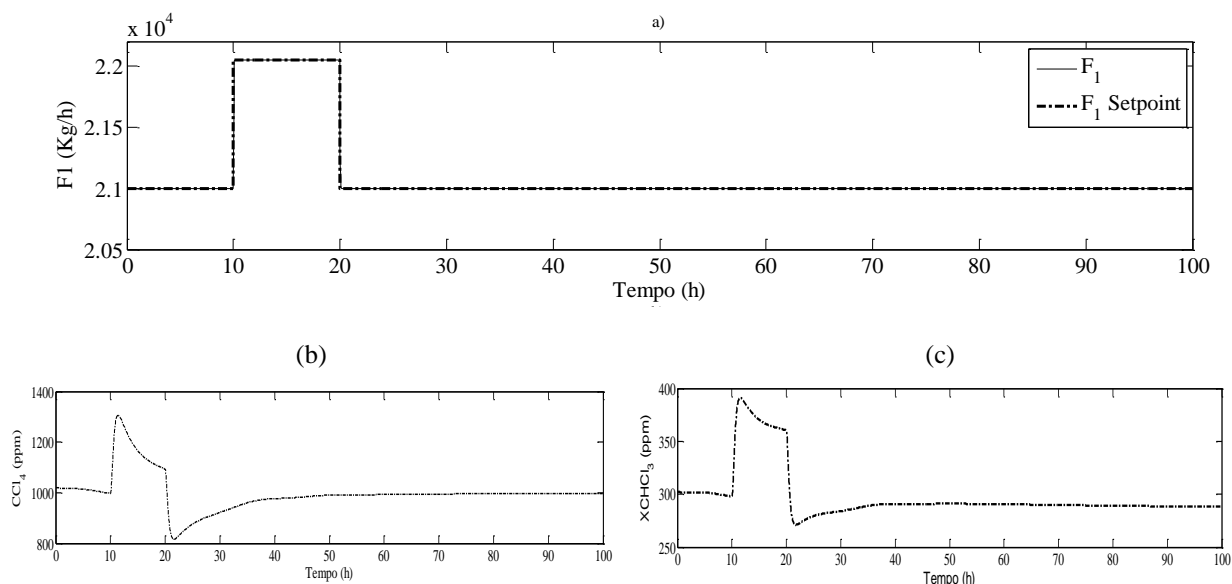 a)
x 10^4
F1 (Kg/h)
2.2
2.15
2.1
2.05
F1
F1 Setpoint
0 10 20 30 40 50 60 70 80 90 100
Tempo (h)
(b)
CCl4 (ppm)
1400
1200
1000
800
0 10 20 30 40 50 60 70 80 90 100
Tempo (h)
(c)
XCHCl3 (ppm)
400
350
300
250
0 10 20 30 40 50 60 70 80 90 100
Tempo (h)